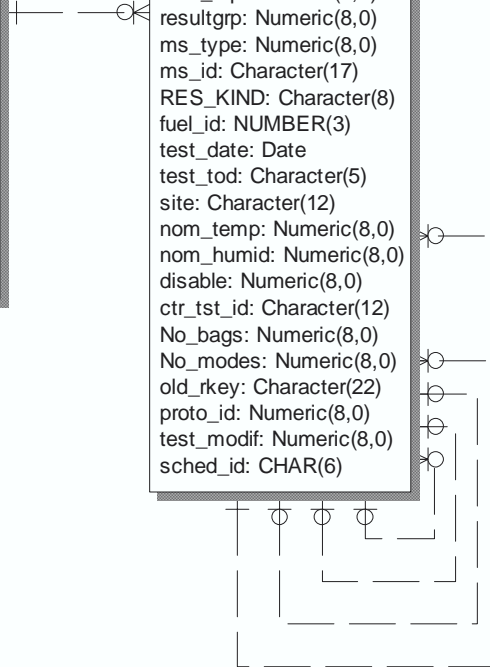 resultgrp: Numeric(8,0)
ms_type: Numeric(8,0)
ms_id: Character(17)
RES_KIND: Character(8)
fuel_id: NUMBER(3)
test_date: Date
test_tod: Character(5)
site: Character(12)
nom_temp: Numeric(8,0)
nom_humid: Numeric(8,0)
disable: Numeric(8,0)
ctr_tst_id: Character(12)
No_bags: Numeric(8,0)
No_modes: Numeric(8,0)
old_rkey: Character(22)
proto_id: Numeric(8,0)
test_modif: Numeric(8,0)
sched_id: CHAR(6)